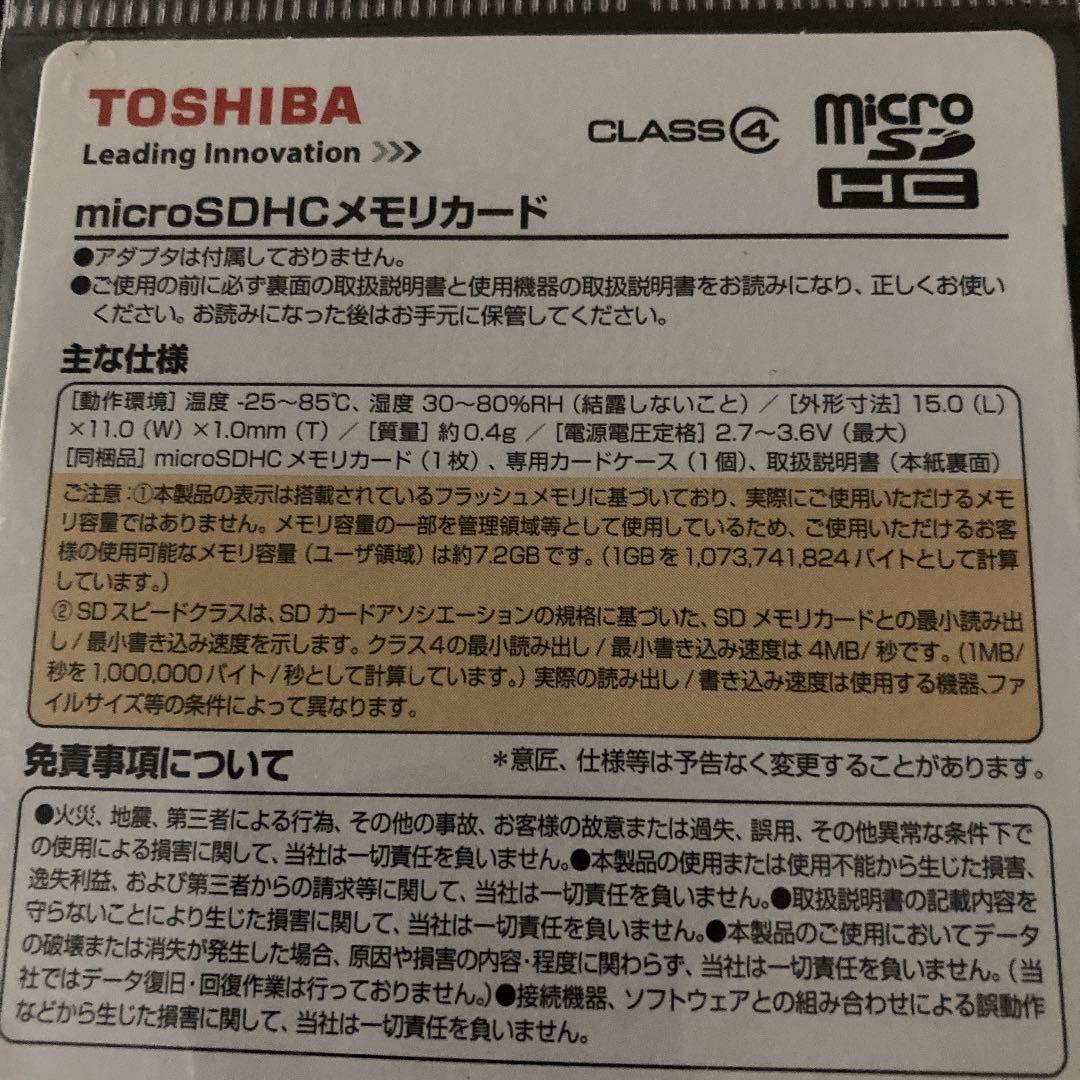 TOSHIBA
Leading Innovation >>>
CLASS④
micro
SD
HC
microSDHCメモリカード
●アダプタは付属しておりません。
●ご使用の前に必ず裏面の取扱説明書と使用機器の取扱説明書をお読みになり、正しくお使い
ください。お読みになった後はお手元に保管してください。
主な仕様
[動作環境] 温度 -25～85℃、湿度 30～80%RH (結露しないこと) / [外形寸法] 15.0 (L)
×11.0 (W) ×1.0mm (T) / [質量] 約0.4g / [電源電圧定格] 2.7～3.6V (最大)
[同梱品] microSDHCメモリカード (1枚) 、専用カードケース (1個)、取扱説明書 (本紙裏面)
ご注意:①本製品の表示は搭載されているフラッシュメモリに基づいており、実際にご使用いただけるメモ
リ容量ではありません。メモリ容量の一部を管理領域等として使用しているため、ご使用いただけるお客
様の使用可能なメモリ容量 (ユーザ領域) は約7.2GBです。(1GBを1,073,741,824バイトとして計算
しています。)
② SDスピードクラスは、SD カードアソシエーションの規格に基づいた、SD メモリカードとの最小読み出
し/最小書き込み速度を示します。クラス4の最小読み出し/最小書き込み速度は 4MB/秒です。(1MB/
秒を1,000,000バイト/秒として計算しています。) 実際の読み出し/書き込み速度は使用する機器、ファ
イルサイズ等の条件によって異なります。
免責事項について
＊意匠、仕様等は予告なく変更することがあります。
●火災、地震、第三者による行為、その他の事故、お客様の故意または過失、誤用、その他異常な条件下で
の使用による損害に関して、当社は一切責任を負いません。●本製品の使用または使用不能から生じた損害、
逸失利益、および第三者からの請求等に関して、当社は一切責任を負いません。●取扱説明書の記載内容を
守らないことにより生じた損害に関して、当社は一切責任を負いません。●本製品のご使用においてデータ
の破壊または消失が発生した場合、原因や損害の内容・程度に関わらず、当社は一切責任を負いません。(当
社ではデータ復旧・回復作業は行っておりません。)●接続機器、ソフトウェアとの組み合わせによる誤動作
などから生じた損害に関して、当社は一切責任を負いません。